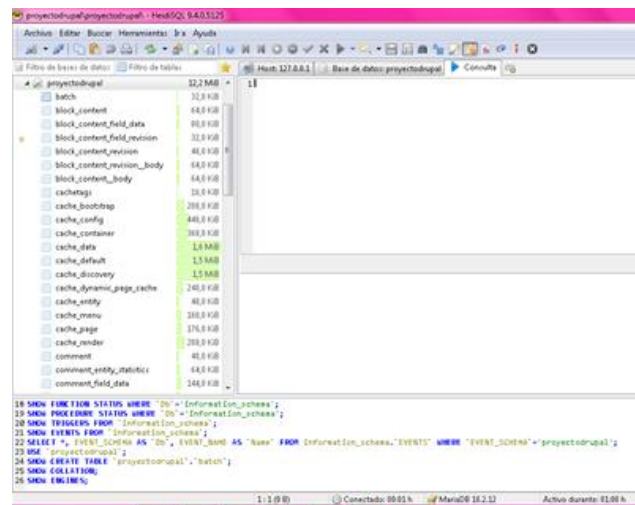 proyectodrupal\proyectodrupal\ - HeidiSQL 9.4.0.5125
Archivo Editar Buscar Herramientas Ir a Ayuda
Filtro de bases de datos Filtro de tablas
Host: 127.0.0.1 Base de datos: proyectodrupal Consulta
proyectodrupal 12,2 MiB
batch 32,0 KiB
block_content 64,0 KiB
block_content_field_data 80,0 KiB
block_content_field_revision 32,0 KiB
block_content_revision 48,0 KiB
block_content_revision__body 64,0 KiB
block_content__body 64,0 KiB
cachetags 16,0 KiB
cache_bootstrap 288,0 KiB
cache_config 448,0 KiB
cache_container 368,0 KiB
cache_data 1,6 MiB
cache_default 1,5 MiB
cache_discovery 1,5 MiB
cache_dynamic_page_cache 240,0 KiB
cache_entity 48,0 KiB
cache_menu 160,0 KiB
cache_page 176,0 KiB
cache_render 288,0 KiB
comment 48,0 KiB
comment_entity_statistics 64,0 KiB
comment_field_data 144,0 KiB
1
18 SHOW FUNCTION STATUS WHERE `Db`='information_schema';
19 SHOW PROCEDURE STATUS WHERE `Db`='information_schema';
20 SHOW TRIGGERS FROM `information_schema`;
21 SHOW EVENTS FROM `information_schema`;
22 SELECT *, EVENT_SCHEMA AS `Db`, EVENT_NAME AS `Name` FROM information_schema.`EVENTS` WHERE `EVENT_SCHEMA`='proyectodrupal';
23 USE `proyectodrupal`;
24 SHOW CREATE TABLE `proyectodrupal`.`batch`;
25 SHOW COLLATION;
26 SHOW ENGINES;
1 : 1 (0 B) Conectado: 00:01 h MariaDB 10.2.12 Activo durante: 01:00 h